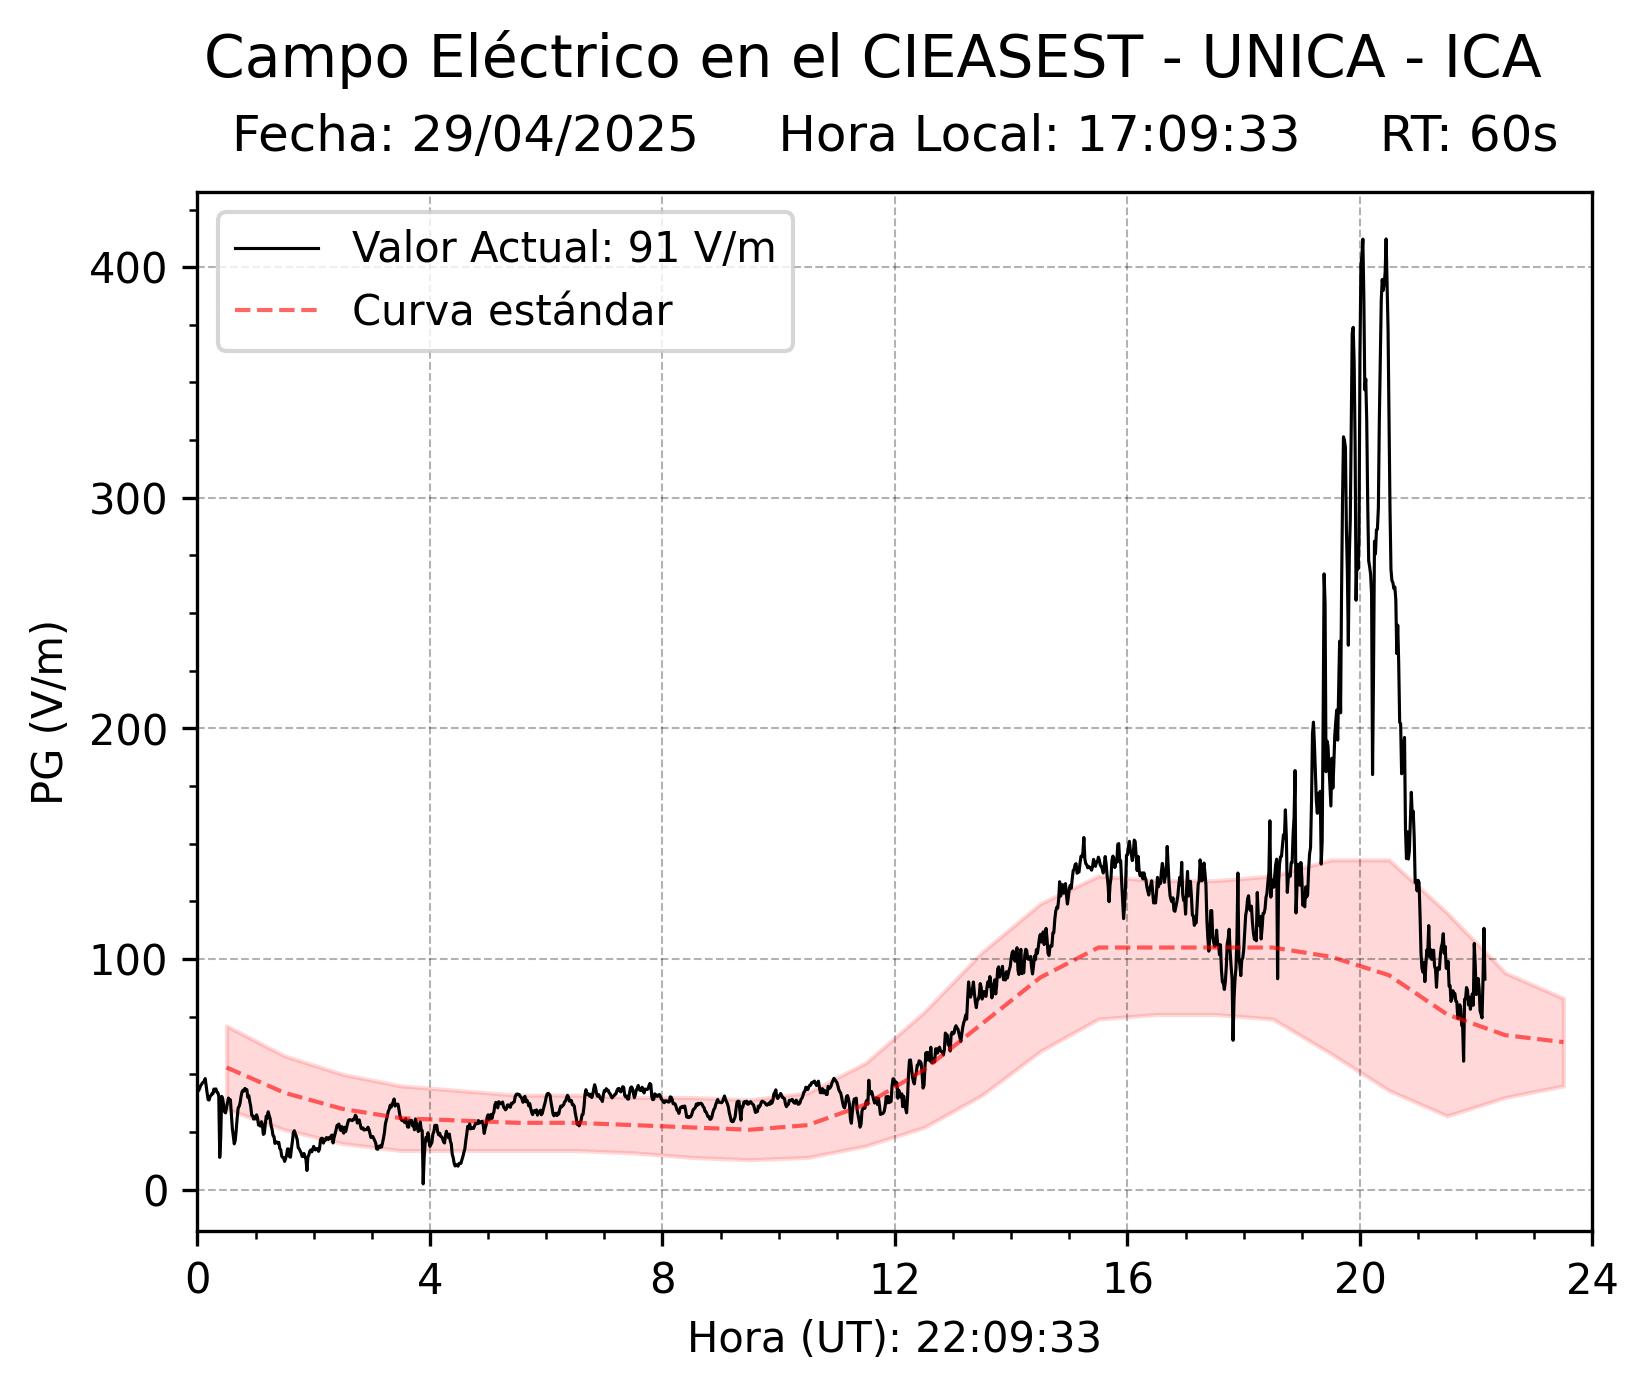 Campo Eléctrico en el CIEASEST - UNICA - ICA
Fecha: 29/04/2025 Hora Local: 17:09:33 RT: 60s
Valor Actual: 91 V/m
Curva estándar
400
300
200
100
0
PG (V/m)
0 4 8 12 16 20 24
Hora (UT): 22:09:33